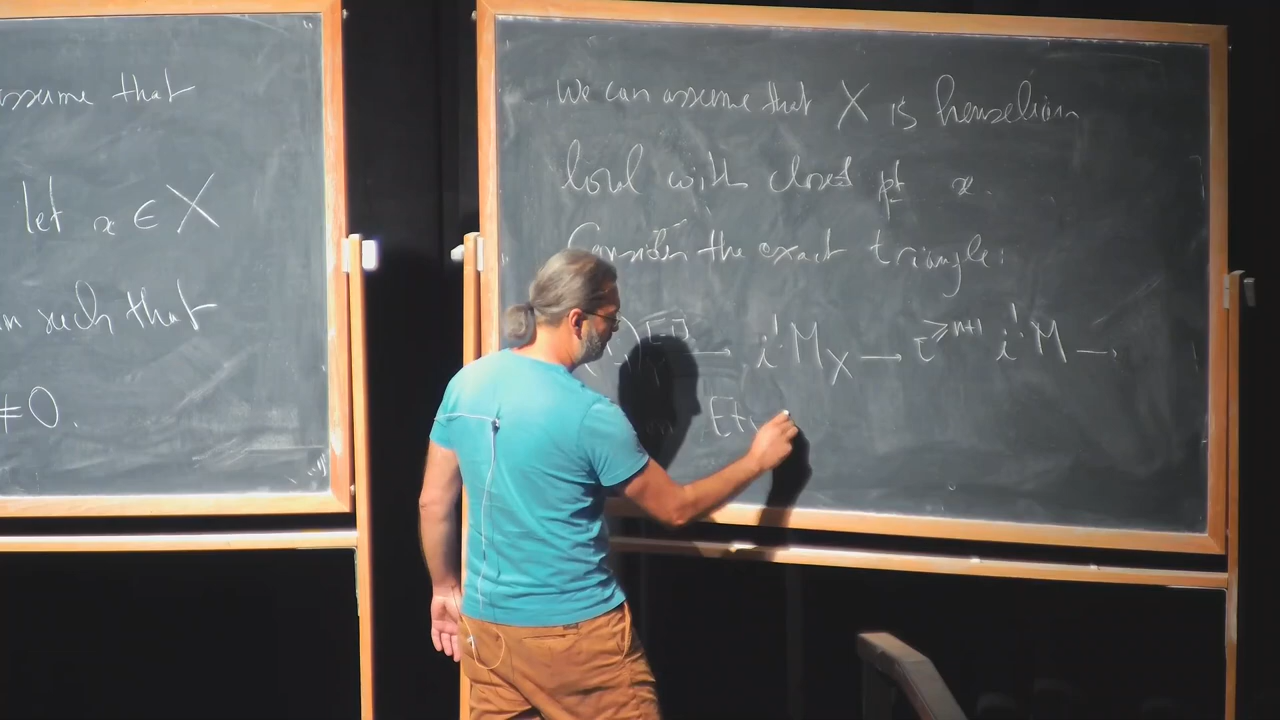 assume that
let x ∈ X
such that
≠0.
We can assume that X is henselian
local with closed pt x.
Consider the exact triangle:
→ i^! M_X → τ^{≥n+1} i^! M →
Et